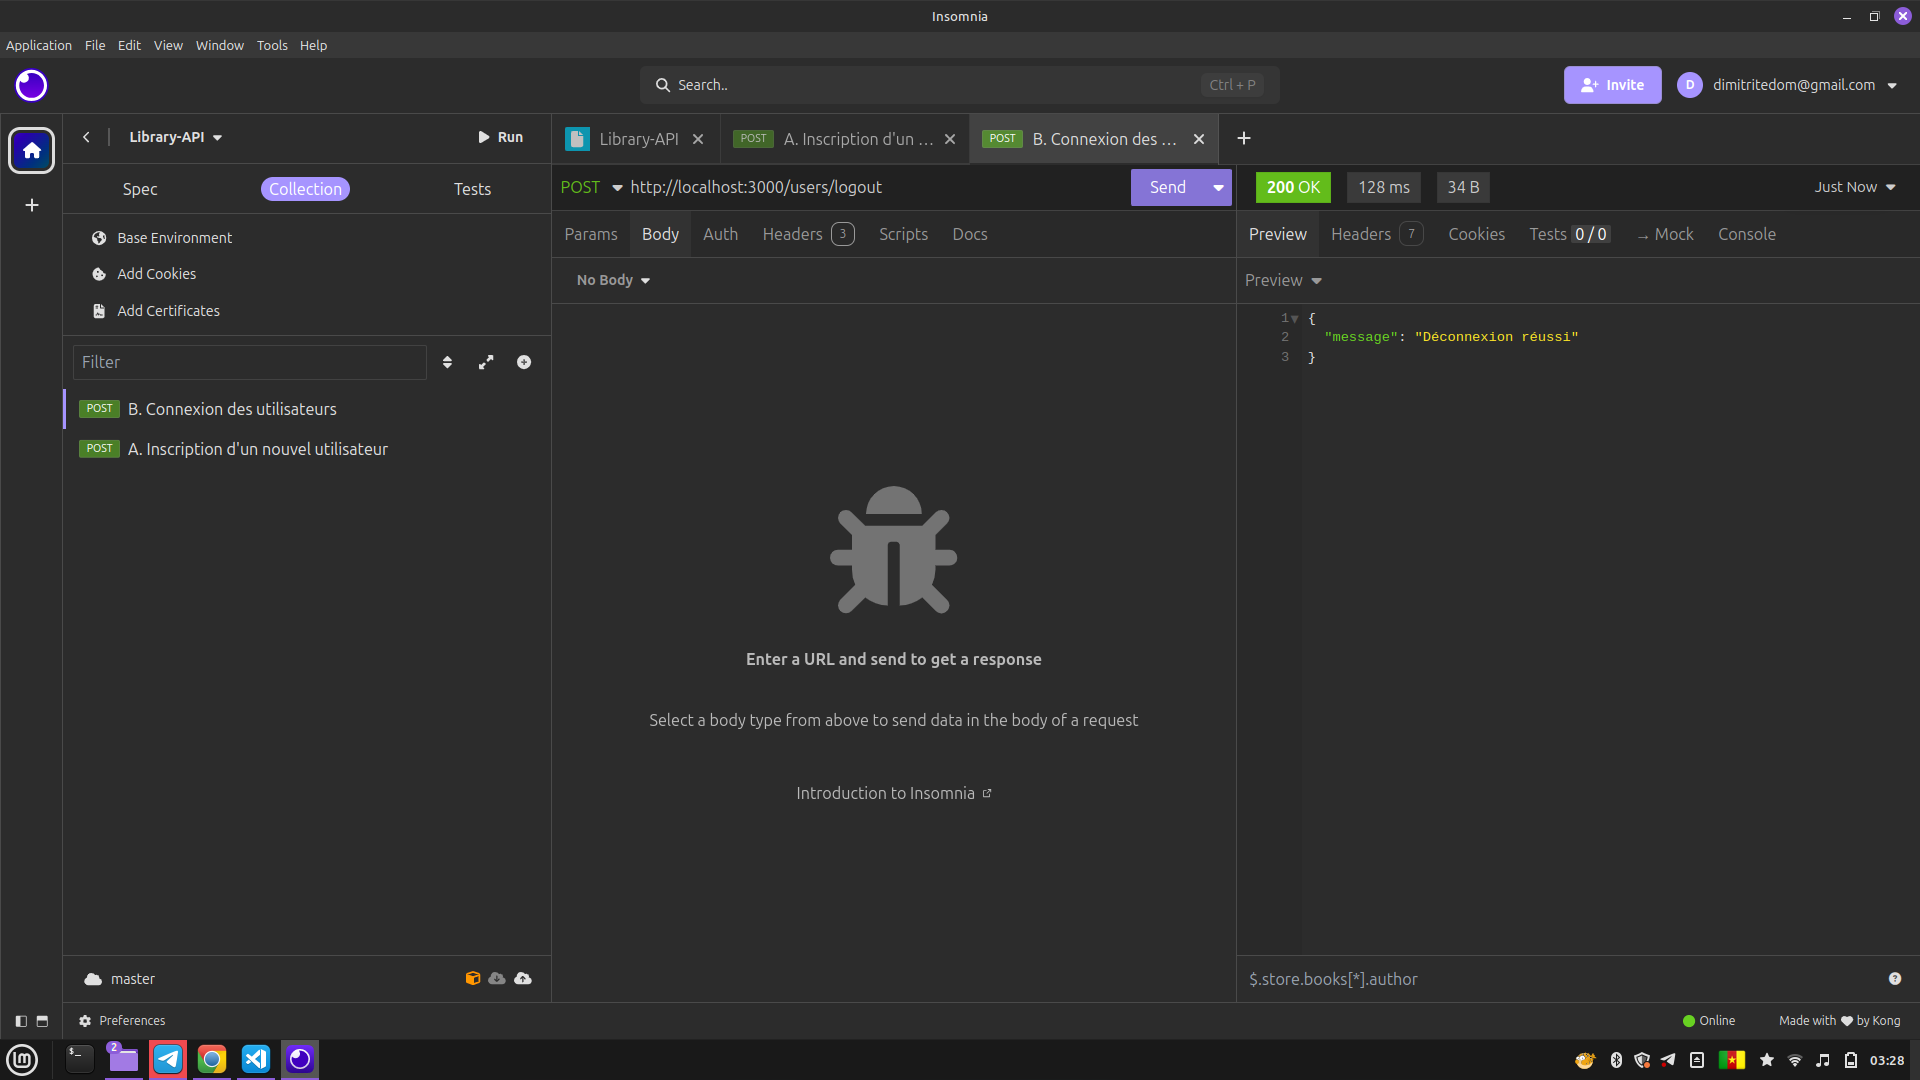 Insomnia
Application File Edit View Window Tools Help
Search.. Ctrl + P
Invite D dimitritedom@gmail.com
Library-API Run
Library-API POST A. Inscription d'un ... POST B. Connexion des ...
Spec Collection Tests
POST http://localhost:3000/users/logout Send
200 OK 128 ms 34 B Just Now
Params Body Auth Headers 3 Scripts Docs
Preview Headers 7 Cookies Tests 0 / 0 → Mock Console
Base Environment
Add Cookies
Add Certificates
No Body
Preview
Filter
POST B. Connexion des utilisateurs
POST A. Inscription d'un nouvel utilisateur
1 {
2 "message": "Déconnexion réussi"
3 }
Enter a URL and send to get a response
Select a body type from above to send data in the body of a request
Introduction to Insomnia
master
$.store.books[*].author
Preferences
Online Made with by Kong
$_
2
lm
03:28